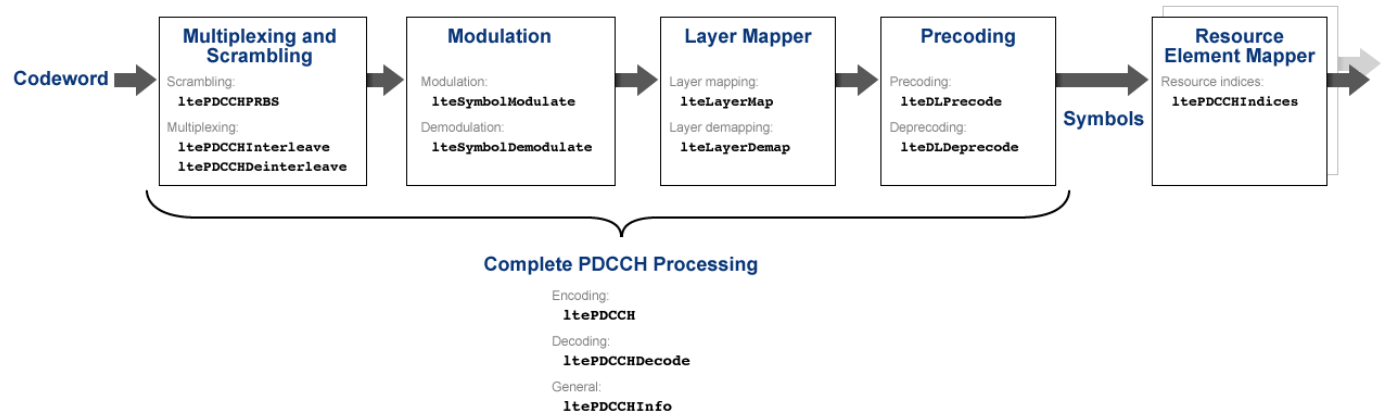 Codeword
Multiplexing and
Scrambling
Scrambling:
ltePDCCHPRBS
Multiplexing:
ltePDCCHInterleave
ltePDCCHDeinterleave
Modulation
Modulation:
lteSymbolModulate
Demodulation:
lteSymbolDemodulate
Layer Mapper
Layer mapping:
lteLayerMap
Layer demapping:
lteLayerDemap
Precoding
Precoding:
lteDLPrecode
Deprecoding:
lteDLDeprecode
Symbols
Resource
Element Mapper
Resource indices:
ltePDCCHIndices
Complete PDCCH Processing
Encoding:
ltePDCCH
Decoding:
ltePDCCHDecode
General:
ltePDCCHInfo